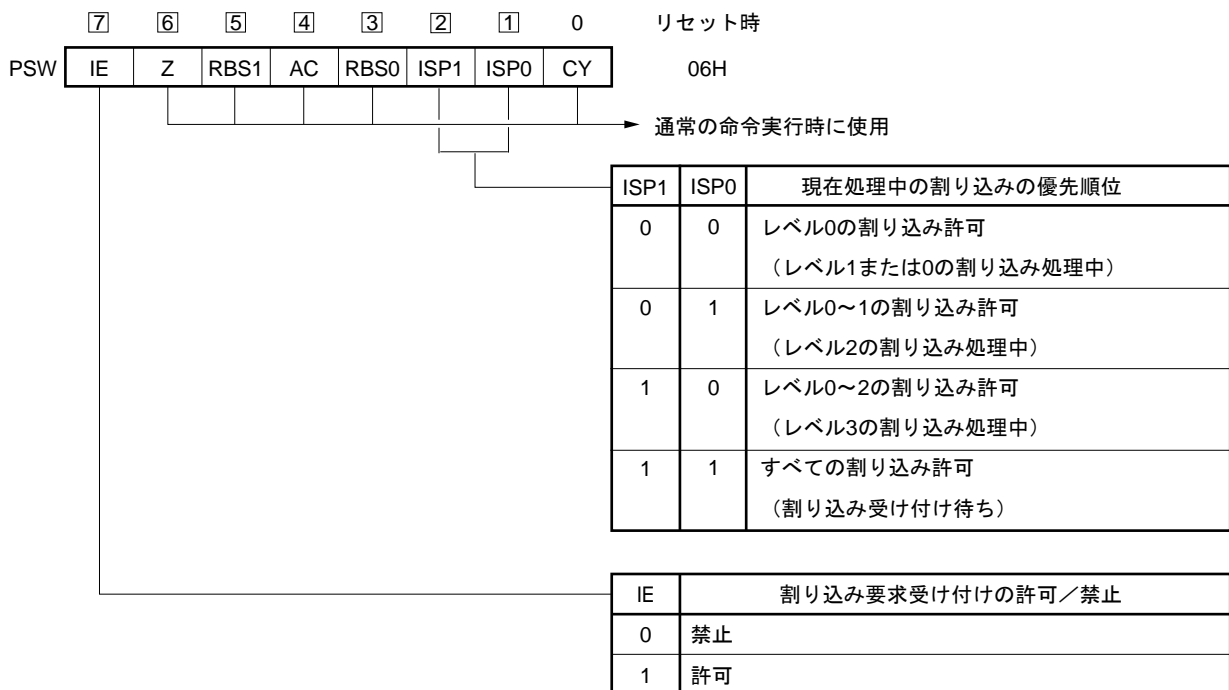 7 6 5 4 3 2 1 0 リセット時
PSW IE Z RBS1 AC RBS0 ISP1 ISP0 CY 06H
通常の命令実行時に使用
ISP1 ISP0 現在処理中の割り込みの優先順位
0 0 レベル0の割り込み許可
（レベル1または0の割り込み処理中）
0 1 レベル0～1の割り込み許可
（レベル2の割り込み処理中）
1 0 レベル0～2の割り込み許可
（レベル3の割り込み処理中）
1 1 すべての割り込み許可
（割り込み受け付け待ち）
IE 割り込み要求受け付けの許可／禁止
0 禁止
1 許可